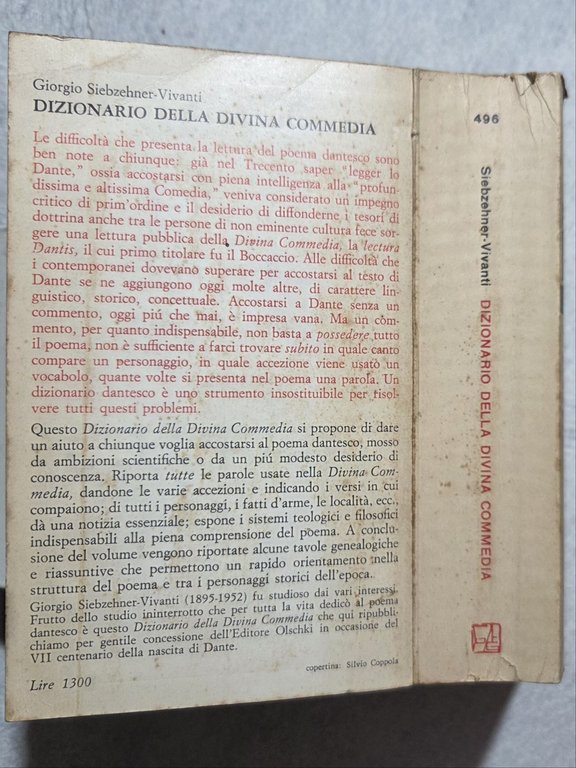 Giorgio Siebzehner-Vivanti
DIZIONARIO DELLA DIVINA COMMEDIA
Le difficoltà che presenta la lettura del poema dantesco sono
ben note a chiunque: già nel Trecento saper "legger lo
Dante," ossia accostarsi con piena intelligenza alla "profun-
dissima e altissima Comedia," veniva considerato un impegno
critico di prim'ordine e il desiderio di diffonderne i tesori di
dottrina anche tra le persone di non eminente cultura fece sor-
gere una lettura pubblica della Divina Commedia, la lectura
Dantis, il cui primo titolare fu il Boccaccio. Alle difficoltà che
i contemporanei dovevano superare per accostarsi al testo di
Dante se ne aggiungono oggi molte altre, di carattere lin-
guistico, storico, concettuale. Accostarsi a Dante senza un
commento, oggi piú che mai, è impresa vana. Ma un com-
mento, per quanto indispensabile, non basta a possedere tutto
il poema, non è sufficiente a farci trovare subito in quale canto
compare un personaggio, in quale accezione viene usato un
vocabolo, quante volte si presenta nel poema una parola. Un
dizionario dantesco è uno strumento insostituibile per risol-
vere tutti questi problemi.
Questo Dizionario della Divina Commedia si propone di dare
un aiuto a chiunque voglia accostarsi al poema dantesco, mosso
da ambizioni scientifiche o da un piú modesto desiderio di
conoscenza. Riporta tutte le parole usate nella Divina Com-
media, dandone le varie accezioni e indicando i versi in cui
compaiono; di tutti i personaggi, i fatti d'arme, le località, ecc.,
dà una notizia essenziale; espone i sistemi teologici e filosofici
indispensabili alla piena comprensione del poema. A conclu-
sione del volume vengono riportate alcune tavole genealogiche
e riassuntive che permettono un rapido orientamento nella
struttura del poema e tra i personaggi storici dell'epoca.
Giorgio Siebzehner-Vivanti (1895-1952) fu studioso dai vari interessi.
Frutto dello studio ininterrotto che per tutta la vita dedicò al poema
dantesco è questo Dizionario della Divina Commedia che qui ripubbli-
chiamo per gentile concessione dell'Editore Olschki in occasione del
VII centenario della nascita di Dante.
copertina: Silvio Coppola
Lire 1300
496
Siebzehner-Vivanti DIZIONARIO DELLA DIVINA COMMEDIA